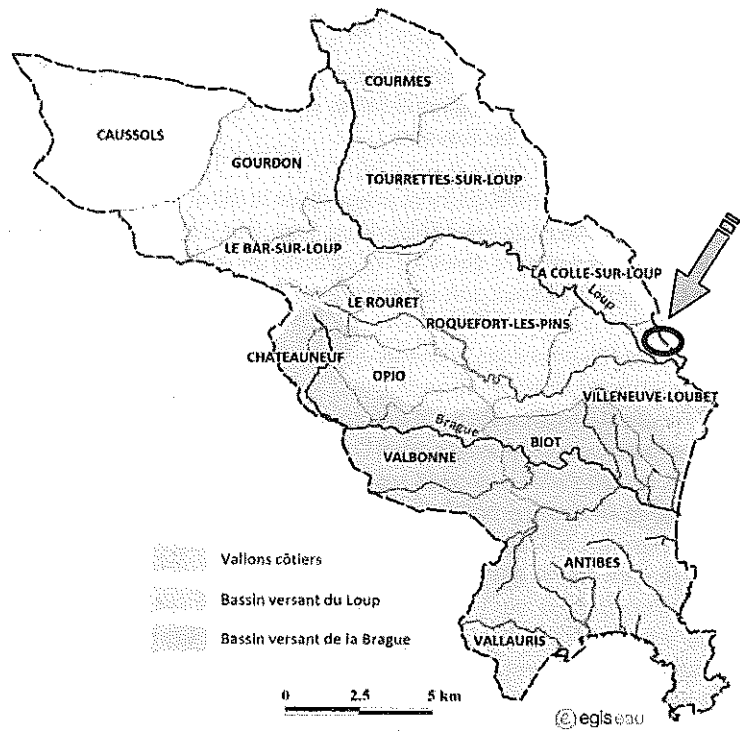 COURMES
CAUSSOLS
GOURDON
TOURRETTES-SUR-LOUP
LE BAR-SUR-LOUP
LA COLLE-SUR-LOUP
Loup
LE ROURET
ROQUEFORT-LES-PINS
CHATEAUNEUF
OPIO
VILLENEUVE-LOUBET
Brague
BIOT
VALBONNE
Vallons côtiers
ANTIBES
Bassin versant du Loup
Bassin versant de la Brague
VALLAURIS
0 2.5 5 km
egis eau